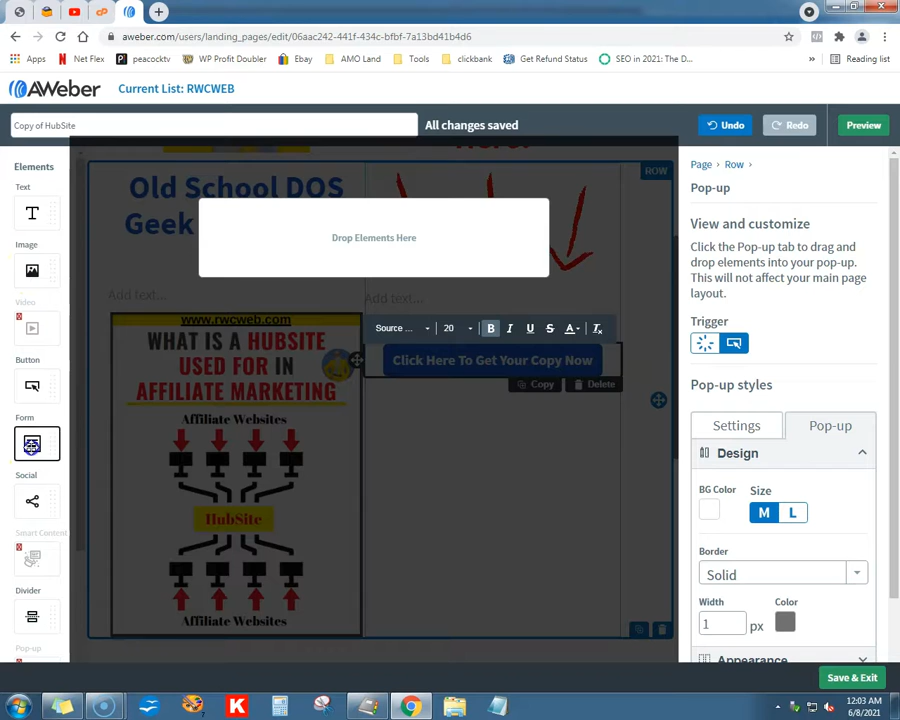 aweber.com/users/landing_pages/edit/06aac242-441f-434c-bfbf-7a13bd41b4d6
Apps
Net Flex
peacocktv
WP Profit Doubler
Ebay
AMO Land
Tools
clickbank
Get Refund Status
SEO in 2021: The D...
»
Reading list
AWeber
Current List: RWCWEB
Copy of HubSite
All changes saved
Undo
Redo
Preview
Elements
Text
Image
Video
Button
Form
Social
Smart Content
Divider
Pop-up
Here!
ROW
Old School DOS
Geek
Drop Elements Here
Add text...
Add text...
Source ...
20
B
I
U
S
A
Click Here To Get Your Copy Now
Copy
Delete
www.rwcweb.com
WHAT IS A HUBSITE
USED FOR IN
AFFILIATE MARKETING
Affiliate Websites
HubSite
Affiliate Websites
Page
Row
Pop-up
View and customize
Click the Pop-up tab to drag and
drop elements into your pop-up.
This will not affect your main page
layout.
Trigger
Pop-up styles
Settings
Pop-up
Design
BG Color
Size
M
L
Border
Solid
Width
Color
1
px
Appearance
Save & Exit
12:03 AM
6/8/2021